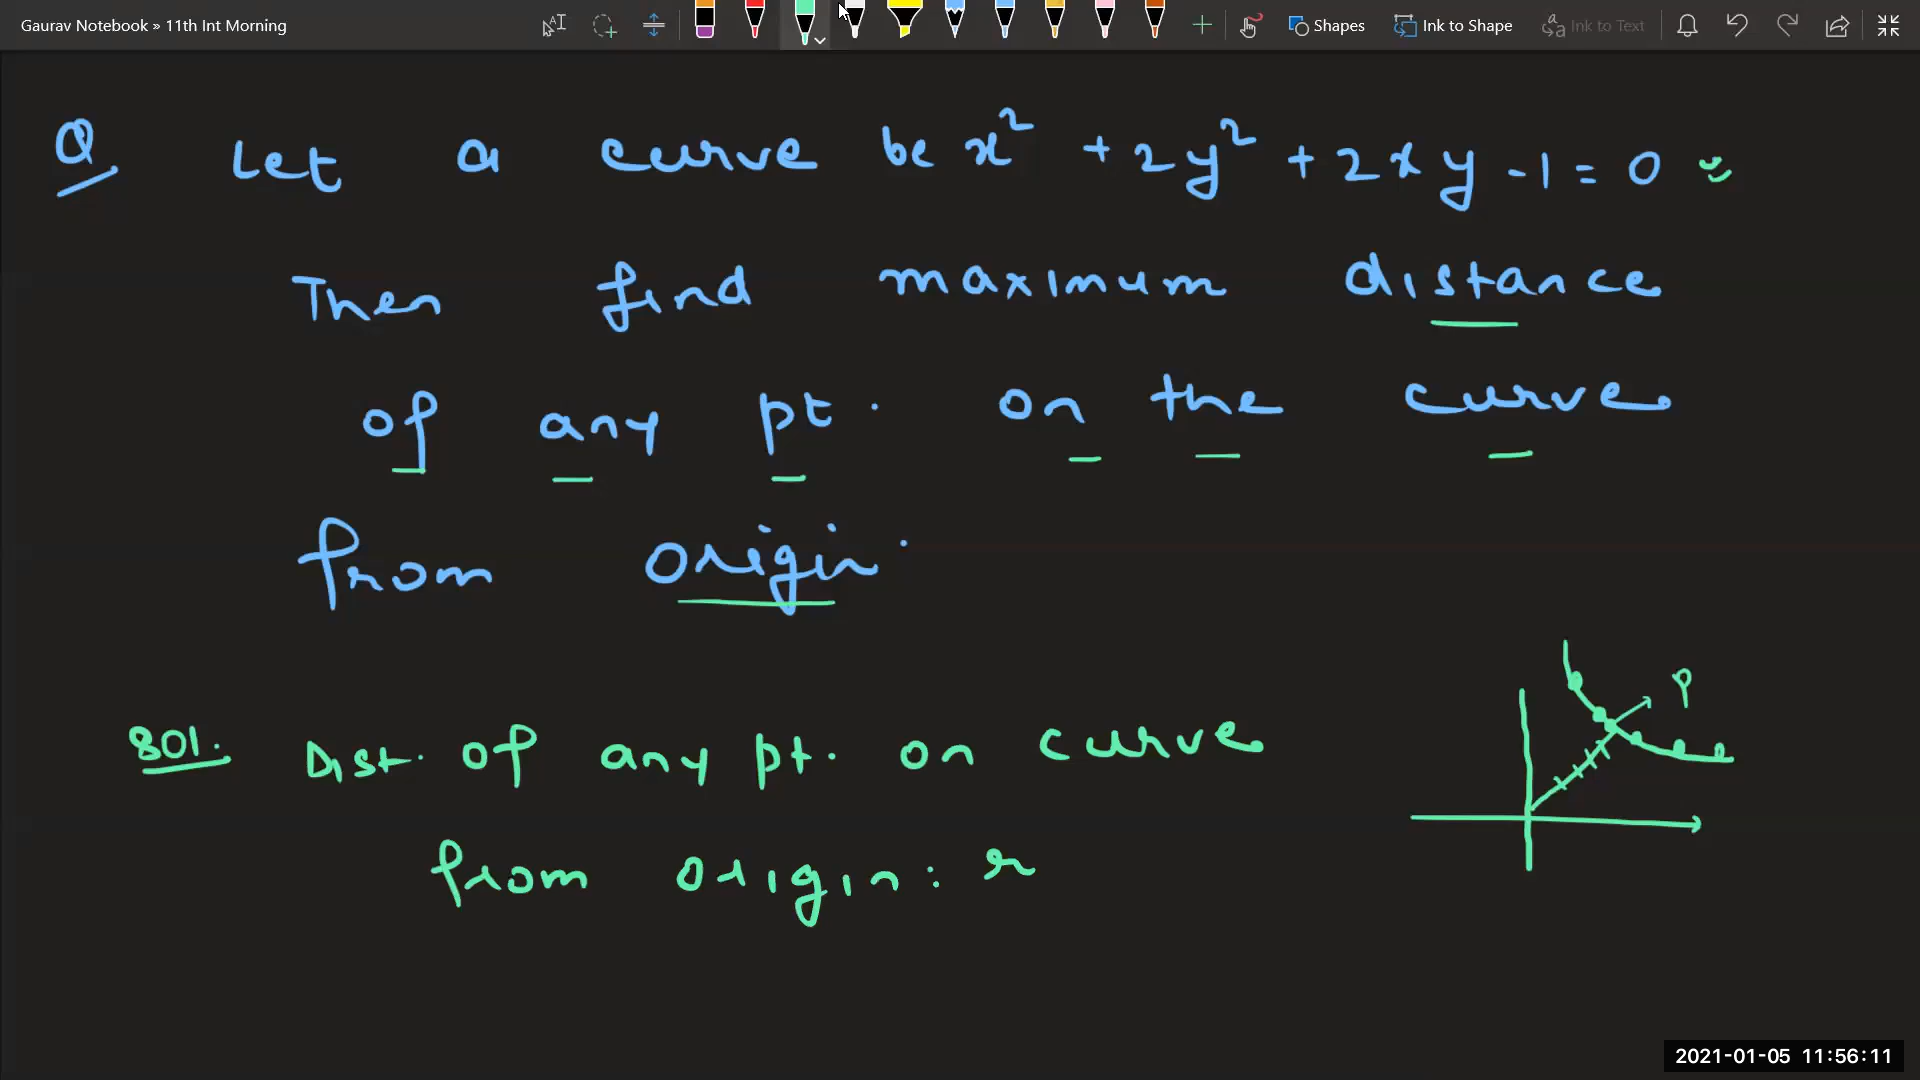 Gaurav Notebook » 11th Int Morning
Shapes
Ink to Shape
Ink to Text
Q Let a curve be x² + 2y² + 2xy - 1 = 0
Then find maximum distance
of any pt. on the curve
from origin.
Sol. Dist. of any pt. on curve
from origin: r
P
2021-01-05 11:56:11